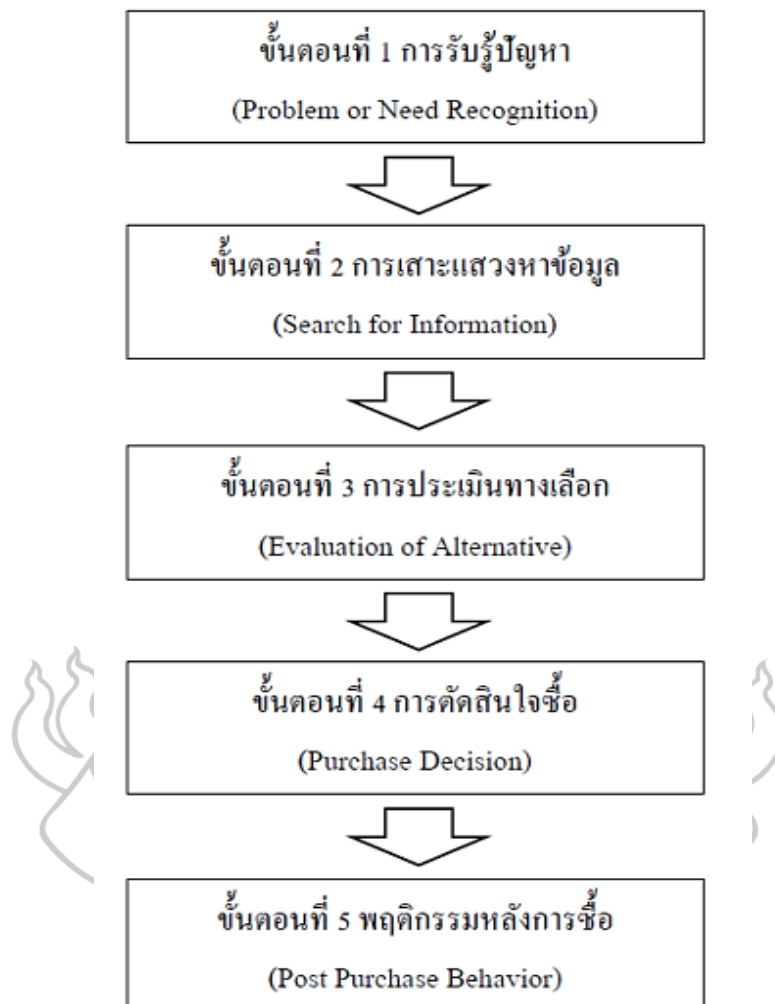 ขั้นตอนที่ 1 การรับรู้ปัญหา
(Problem or Need Recognition)
ขั้นตอนที่ 2 การเสาะแสวงหาข้อมูล
(Search for Information)
ขั้นตอนที่ 3 การประเมินทางเลือก
(Evaluation of Alternative)
ขั้นตอนที่ 4 การตัดสินใจซื้อ
(Purchase Decision)
ขั้นตอนที่ 5 พฤติกรรมหลังการซื้อ
(Post Purchase Behavior)